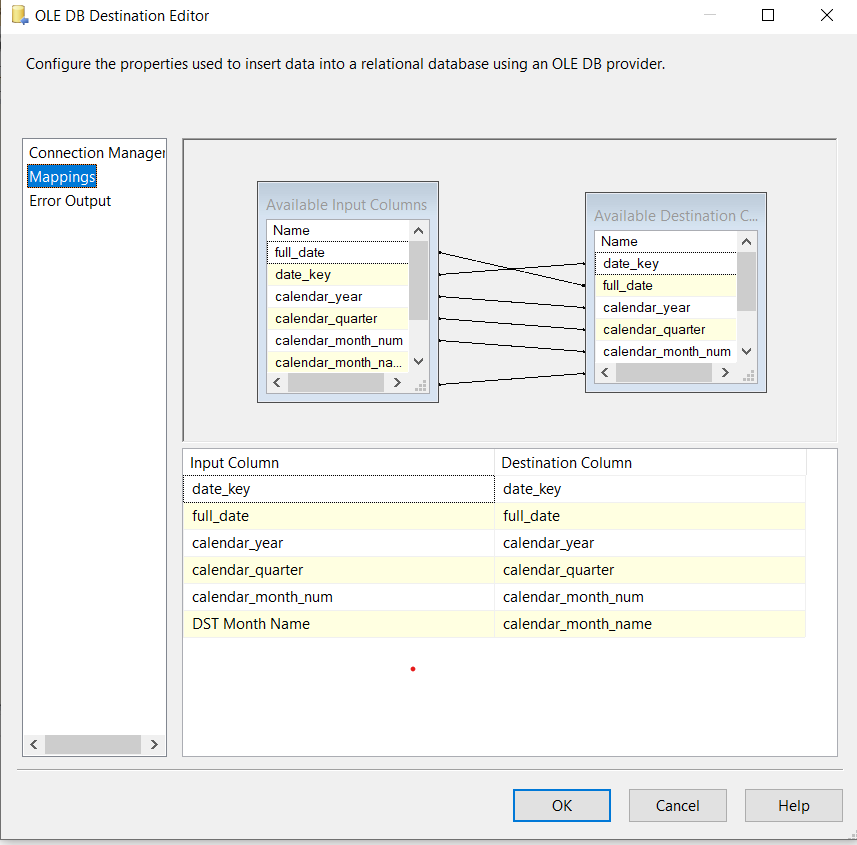 OLE DB Destination Editor
Configure the properties used to insert data into a relational database using an OLE DB provider.
Connection Manager
Mappings
Error Output
Available Input Columns
Name
full_date
date_key
calendar_year
calendar_quarter
calendar_month_num
calendar_month_na...
Available Destination C...
Name
date_key
full_date
calendar_year
calendar_quarter
calendar_month_num
Input Column Destination Column
date_key date_key
full_date full_date
calendar_year calendar_year
calendar_quarter calendar_quarter
calendar_month_num calendar_month_num
DST Month Name calendar_month_name
OK Cancel Help